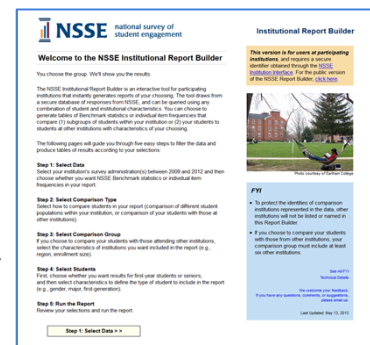 NSSE national survey of
student engagement
Institutional Report Builder
Welcome to the NSSE Institutional Report Builder
You choose the group. We'll show you the results.
The NSSE Institutional Report Builder is an interactive tool for participating
institutions that instantly generates reports of your choosing. The tool draws from
a secure database of responses from NSSE, and can be queried using any
combination of student and institutional characteristics. You can choose to
generate tables of Benchmark statistics or individual item frequencies that
compare (1) subgroups of students within your institution or (2) your students to
students at other institutions with characteristics of your choosing.
The following pages will guide you through five easy steps to filter the data and
produce tables of results according to your selections:
Step 1: Select Data
Select your institution's survey administration(s) between 2009 and 2012 and then
choose whether you want NSSE Benchmark statistics or individual item
frequencies in your report.
Step 2: Select Comparison Type
Select how to compare students in your report (comparison of different student
populations within your institution, or comparison of your students with those at
other institutions).
Step 3: Select Comparison Group
If you choose to compare your students with those attending other institutions,
select the characteristics of institutions you want included in the report (e.g.,
region, enrollment size).
Step 4: Select Students
First, choose whether you want results for first-year students or seniors,
and then select characteristics to define the type of student to include in the report
(e.g., gender, major, first-generation).
Step 5: Run the Report
Review your selections and run the report.
Step 1: Select Data > >
This version is for users at participating
institutions, and requires a secure
identifier obtained through the NSSE
Institution Interface. For the public version
of the NSSE Report Builder, click here.
Photo courtesy of Earlham College
FYI
• To protect the identities of comparison
institutions represented in the data, other
institutions will not be listed or named in
this Report Builder.
• If you choose to compare your students
with those from other institutions, your
comparison group must include at least
six other institutions.
See All FYI
Technical Details
We welcome your feedback.
If you have any questions, comments, or suggestions,
please email us.
Last Updated: May 13, 2013